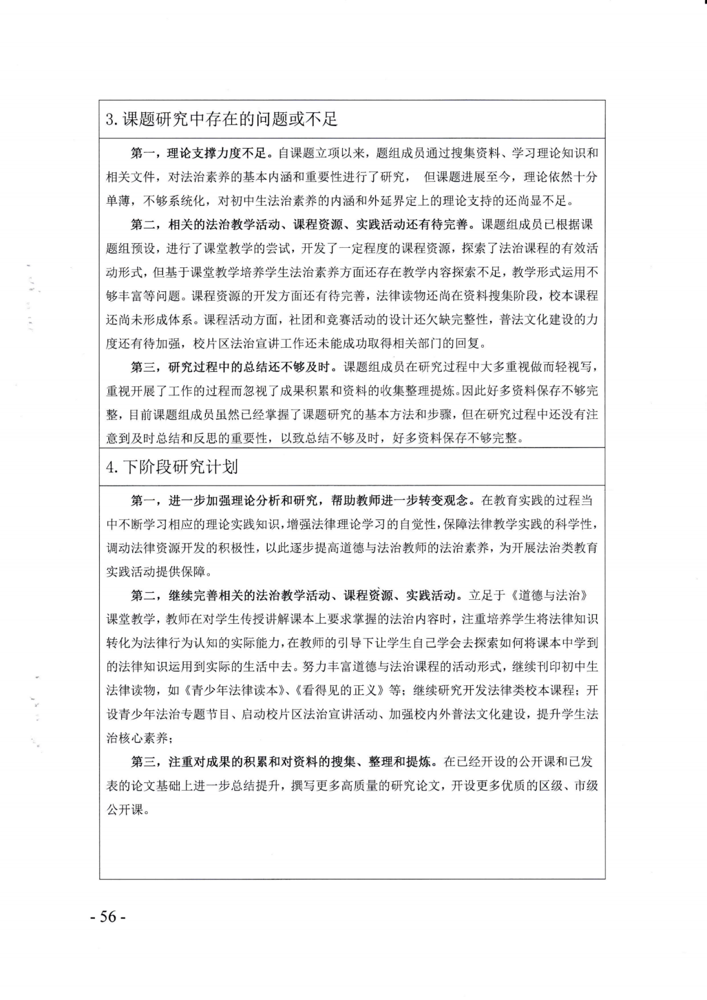 3.课题研究中存在的问题或不足
第一，理论支撑力度不足。自课题立项以来，题组成员通过搜集资料、学习理论知识和
相关文件，对法治素养的基本内涵和重要性进行了研究， 但课题进展至今，理论依然十分
单薄，不够系统化，对初中生法治素养的内涵和外延界定上的理论支持的还尚显不足。
第二，相关的法治教学活动、课程资源、实践活动还有待完善。课题组成员已根据课
题组预设，进行了课堂教学的尝试，开发了一定程度的课程资源，探索了法治课程的有效活
动形式，但基于课堂教学培养学生法治素养方面还存在教学内容探索不足，教学形式运用不
够丰富等问题。课程资源的开发方面还有待完善，法律读物还尚在资料搜集阶段，校本课程
还尚未形成体系。课程活动方面，社团和竞赛活动的设计还欠缺完整性，普法文化建设的力
度还有待加强，校片区法治宣讲工作还未能成功取得相关部门的回复。
第三，研究过程中的总结还不够及时。课题组成员在研究过程中大多重视做而轻视写，
重视开展了工作的过程而忽视了成果积累和资料的收集整理提炼。因此好多资料保存不够完
整，目前课题组成员虽然已经掌握了课题研究的基本方法和步骤，但在研究过程中还没有注
意到及时总结和反思的重要性，以致总结不够及时，好多资料保存不够完整。
4.下阶段研究计划
第一，进一步加强理论分析和研究，帮助教师进一步转变观念。在教育实践的过程当
中不断学习相应的理论实践知识，增强法律理论学习的自觉性，保障法律教学实践的科学性，
调动法律资源开发的积极性，以此逐步提高道德与法治教师的法治素养，为开展法治类教育
实践活动提供保障。
第二，继续完善相关的法治教学活动、课程资源、实践活动。立足于《道德与法治》
课堂教学，教师在对学生传授讲解课本上要求掌握的法治内容时，注重培养学生将法律知识
转化为法律行为认知的实际能力，在教师的引导下让学生自己学会去探索如何将课本中学到
的法律知识运用到实际的生活中去。努力丰富道德与法治课程的活动形式，继续刊印初中生
法律读物，如《青少年法律读本》、《看得见的正义》等；继续研究开发法律类校本课程；开
设青少年法治专题节目、启动校片区法治宣讲活动、加强校内外普法文化建设，提升学生法
治核心素养；
第三，注重对成果的积累和对资料的搜集、整理和提炼。在已经开设的公开课和已发
表的论文基础上进一步总结提升，撰写更多高质量的研究论文，开设更多优质的区级、市级
公开课。
- 56 -